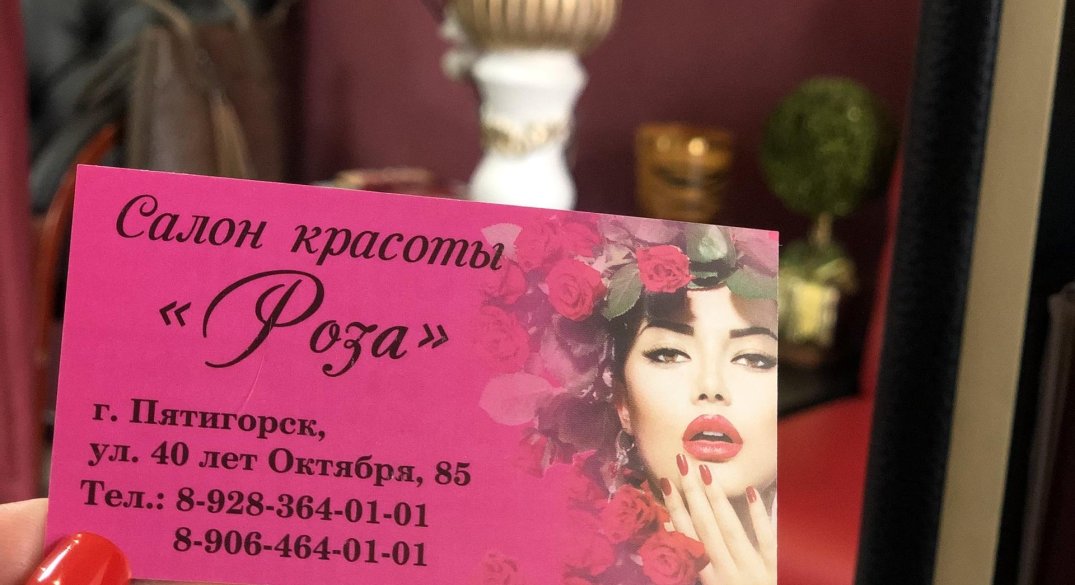 Салон красоты
«Роза»
г. Пятигорск,
ул. 40 лет Октября, 85
Тел.: 8-928-364-01-01
8-906-464-01-01